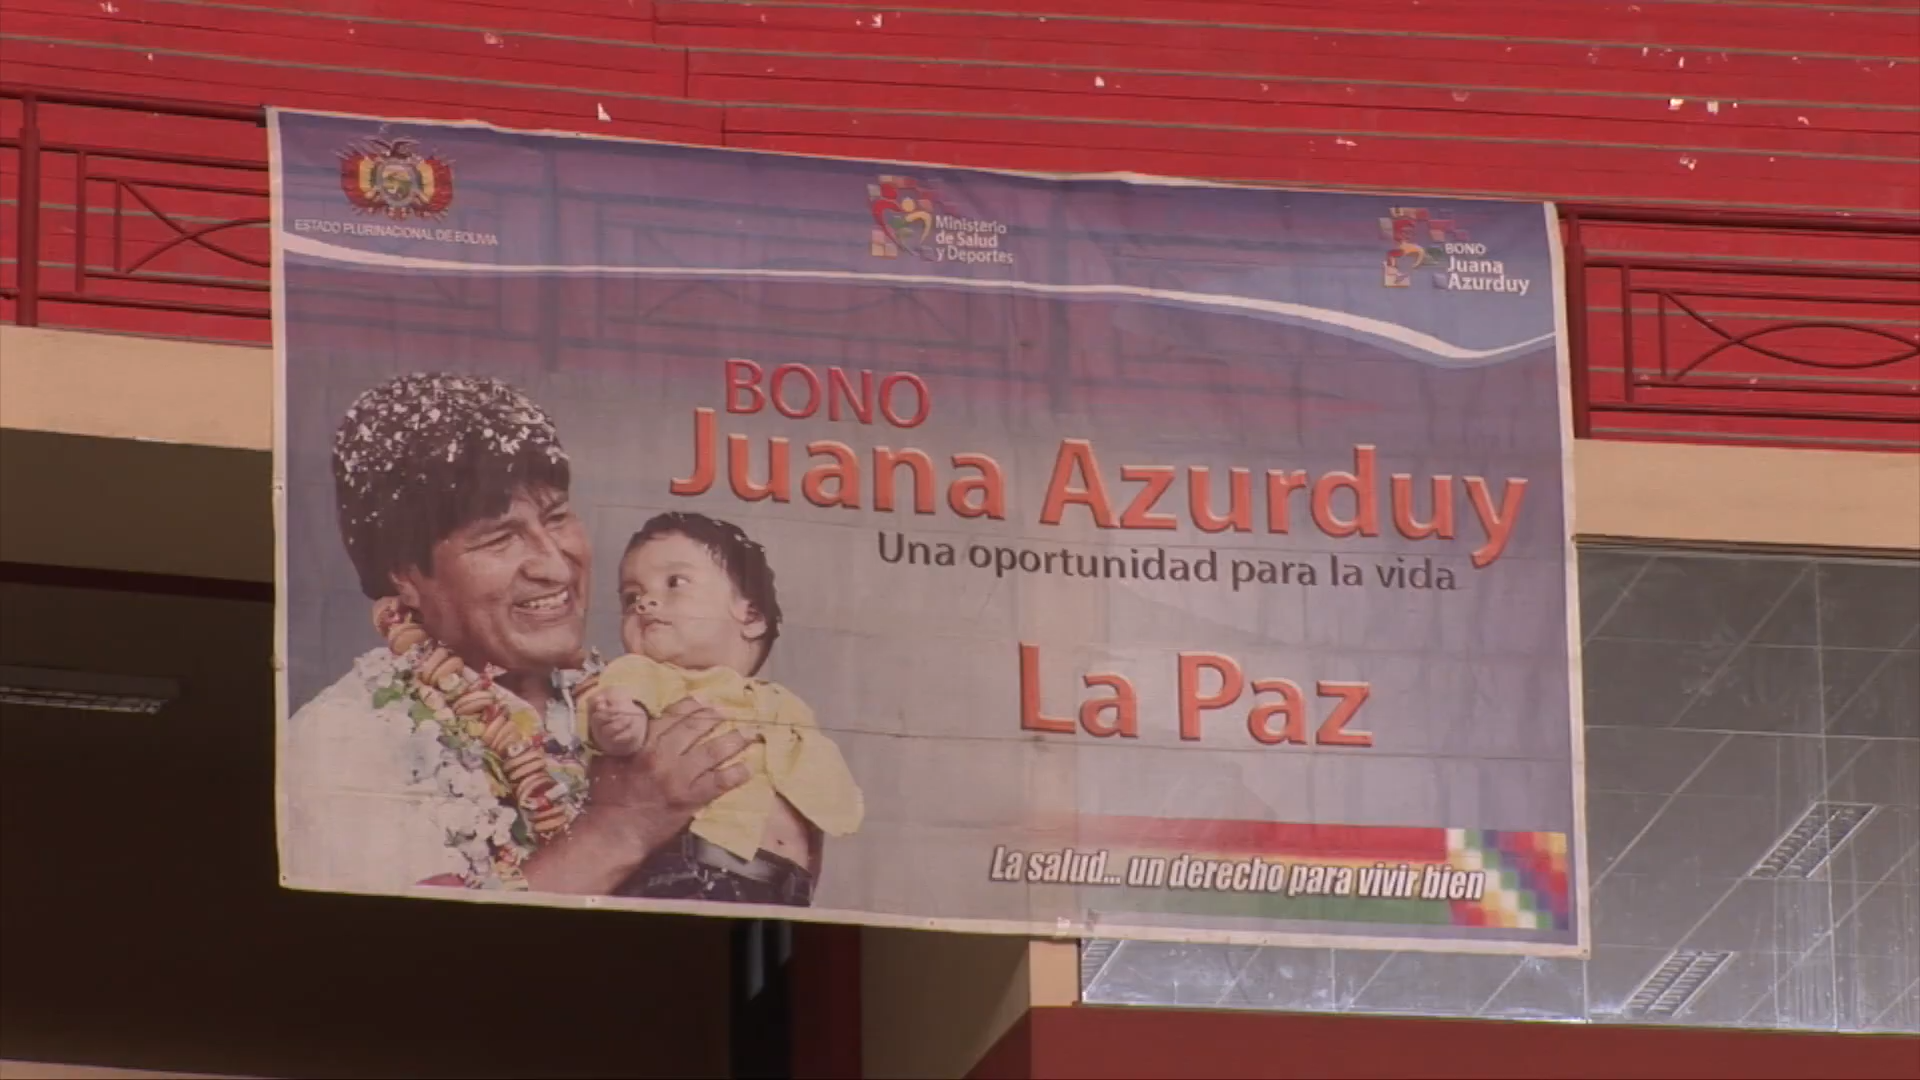 ESTADO PLURINACIONAL DE BOLIVIA
Ministerio
de Salud
y Deportes
BONO
Juana
Azurduy
BONO
Juana Azurduy
Una oportunidad para la vida
La Paz
La salud... un derecho para vivir bien